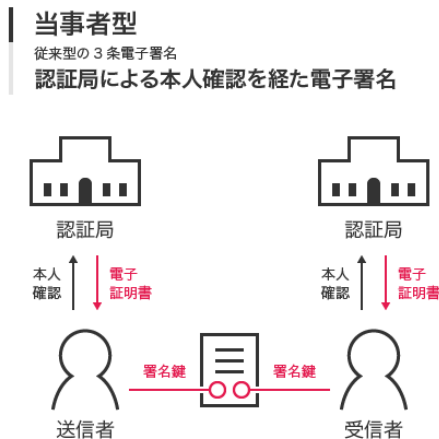 当事者型
従来型の3条電子署名
認証局による本人確認を経た電子署名
認証局
認証局
本人
確認
電子
証明書
本人
確認
電子
証明書
署名鍵
署名鍵
送信者
受信者